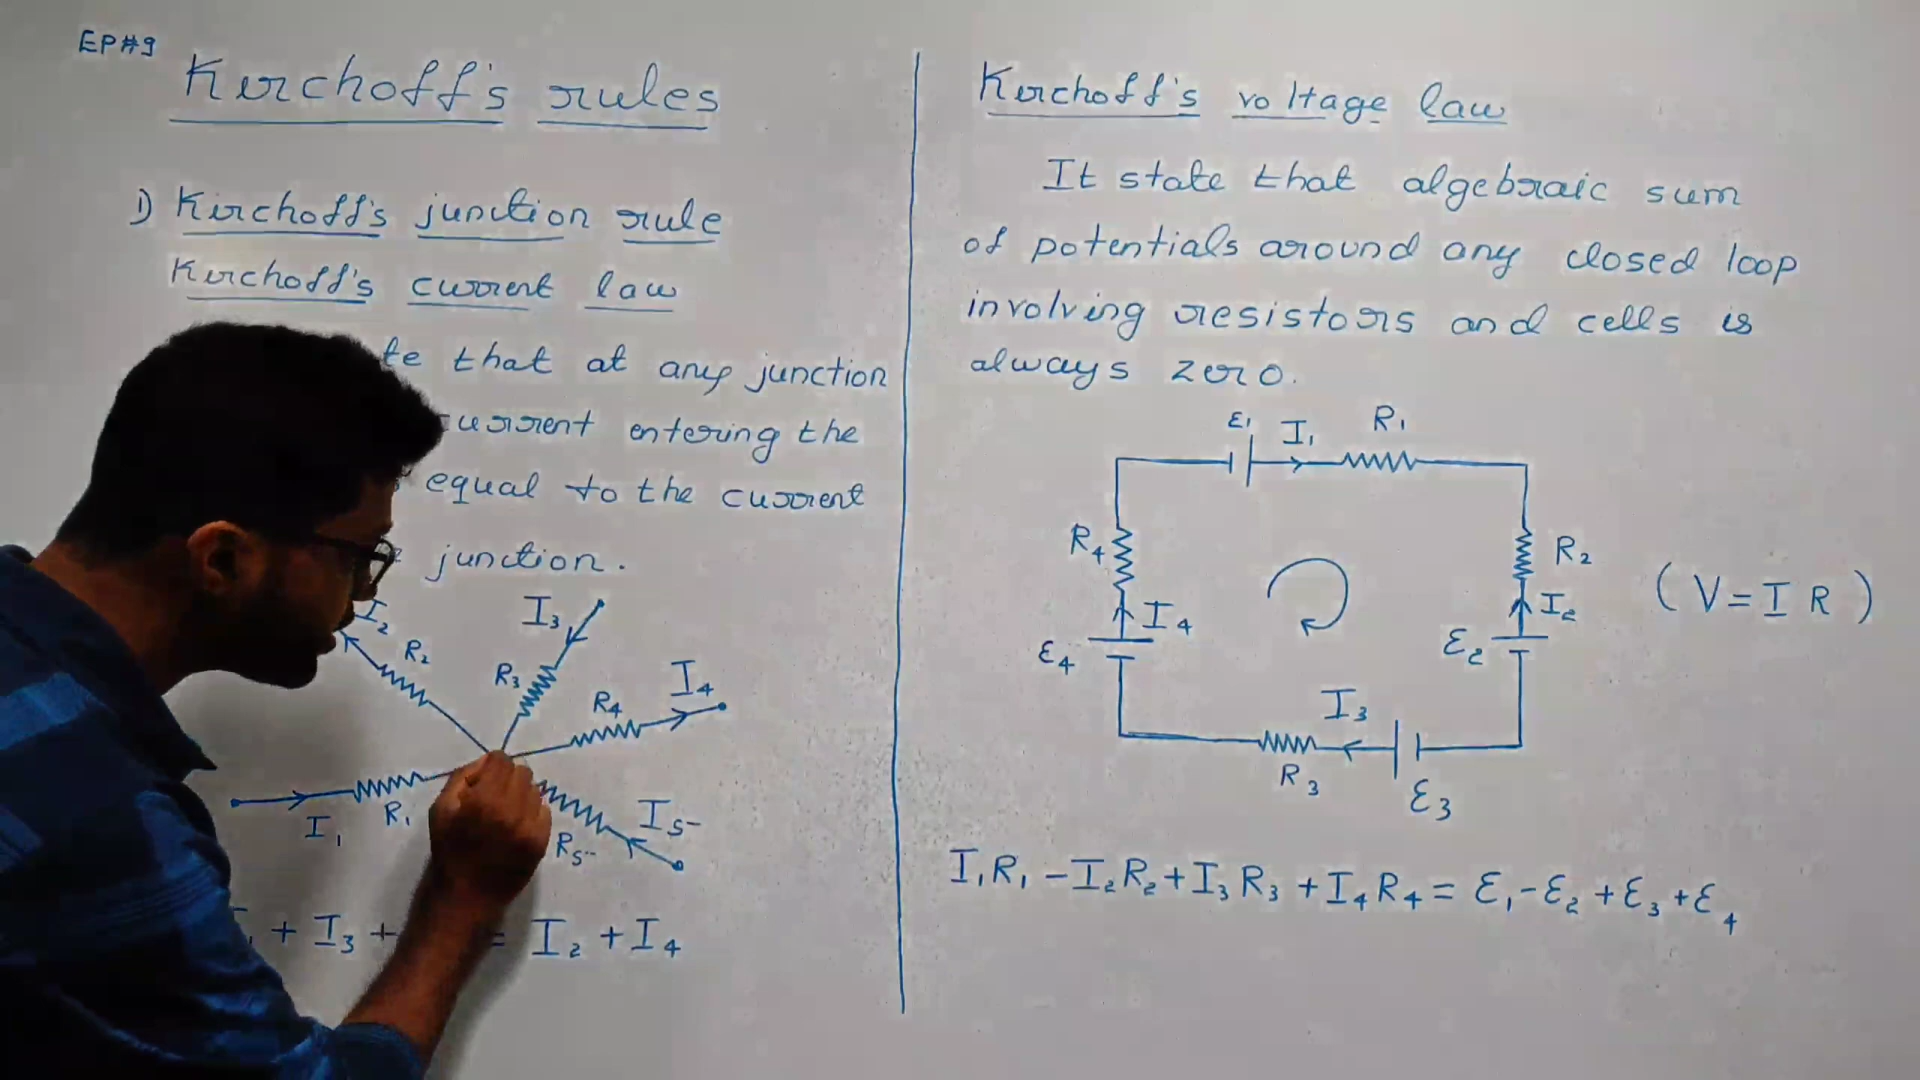 EP#9
Kirchoff's rules
1) Kirchoff's junction rule
Kirchoff's current law
that at any junction
current entering the
equal to the current
junction.
I2
R2
I3
R3
R4
I4
I1
R1
R5
I5
+ I3 + = I2 + I4
Kirchoff's voltage law
It state that algebraic sum
of potentials around any closed loop
involving resistors and cells is
always zero.
ε1 I1 R1
R4
I4
ε4
R2
I2
ε2
(V=IR)
I3
R3
ε3
I1R1 - I2R2 + I3R3 + I4R4 = ε1 - ε2 + ε3 + ε4